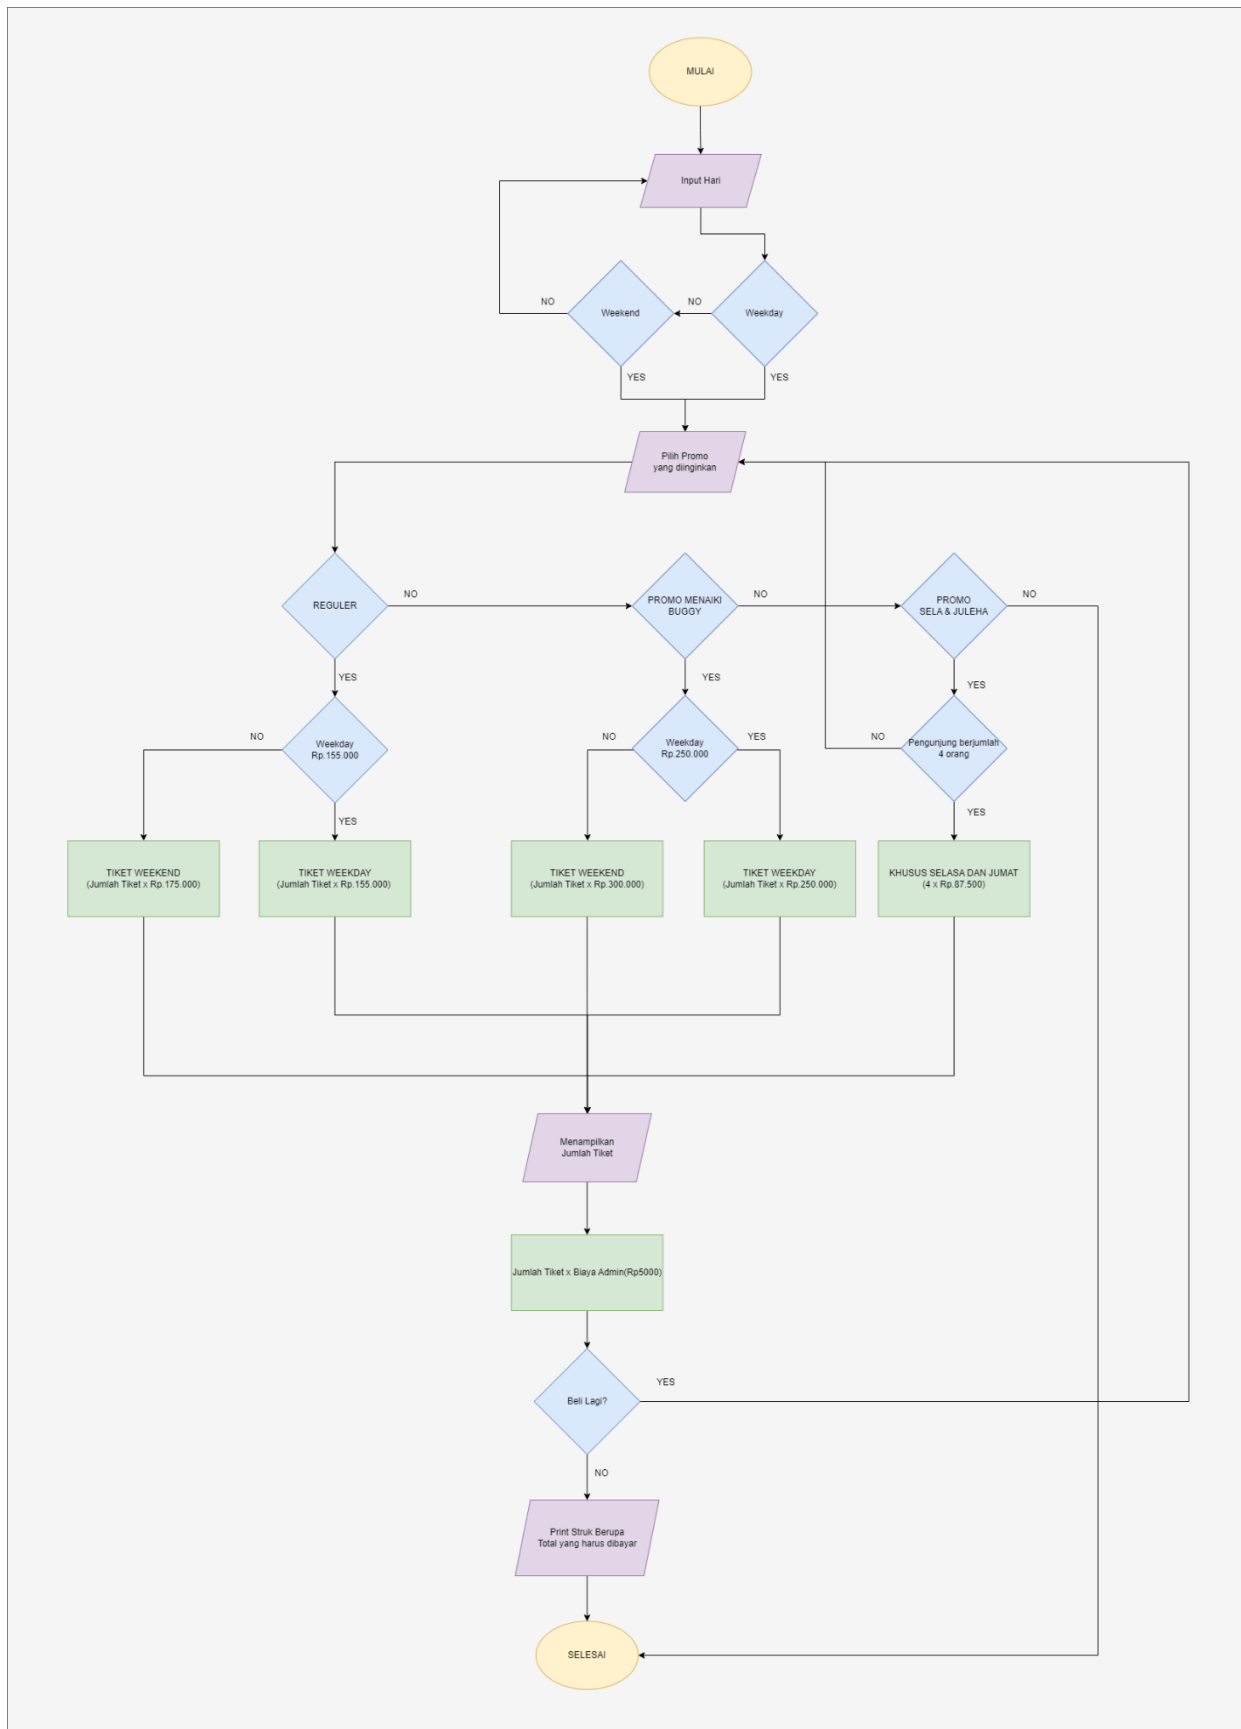 MULAI
Input Hari
NO
NO
Weekend
Weekday
YES
YES
Pilih Promo
yang diinginkan
REGULER
NO
PROMO MENAIKI
BUGGY
NO
PROMO
SELA & JULEHA
NO
YES
YES
YES
NO
Weekday
Rp.155.000
NO
Weekday
Rp.250.000
YES
NO
Pengunjung berjumlah
4 orang
YES
YES
TIKET WEEKEND
(Jumlah Tiket x Rp.175.000)
TIKET WEEKDAY
(Jumlah Tiket x Rp.155.000)
TIKET WEEKEND
(Jumlah Tiket x Rp.300.000)
TIKET WEEKDAY
(Jumlah Tiket x Rp.250.000)
KHUSUS SELASA DAN JUMAT
(4 x Rp.87.500)
Menampilkan
Jumlah Tiket
Jumlah Tiket x Biaya Admin(Rp5000)
YES
Beli Lagi?
NO
Print Struk Berupa
Total yang harus dibayar
SELESAI